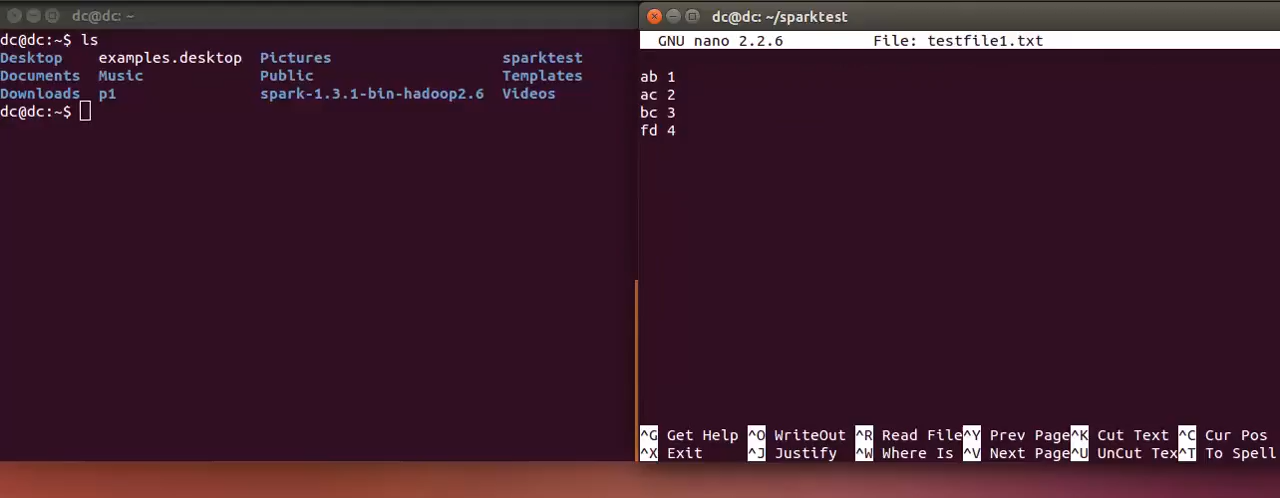 dc@dc: ~
dc@dc:~$ ls
Desktop examples.desktop Pictures sparktest
Documents Music Public Templates
Downloads p1 spark-1.3.1-bin-hadoop2.6 Videos
dc@dc:~$
dc@dc: ~/sparktest
GNU nano 2.2.6 File: testfile1.txt
ab 1
ac 2
bc 3
fd 4
^G Get Help ^O WriteOut ^R Read File^Y Prev Page^K Cut Text ^C Cur Pos
^X Exit ^J Justify ^W Where Is ^V Next Page^U UnCut Tex^T To Spell